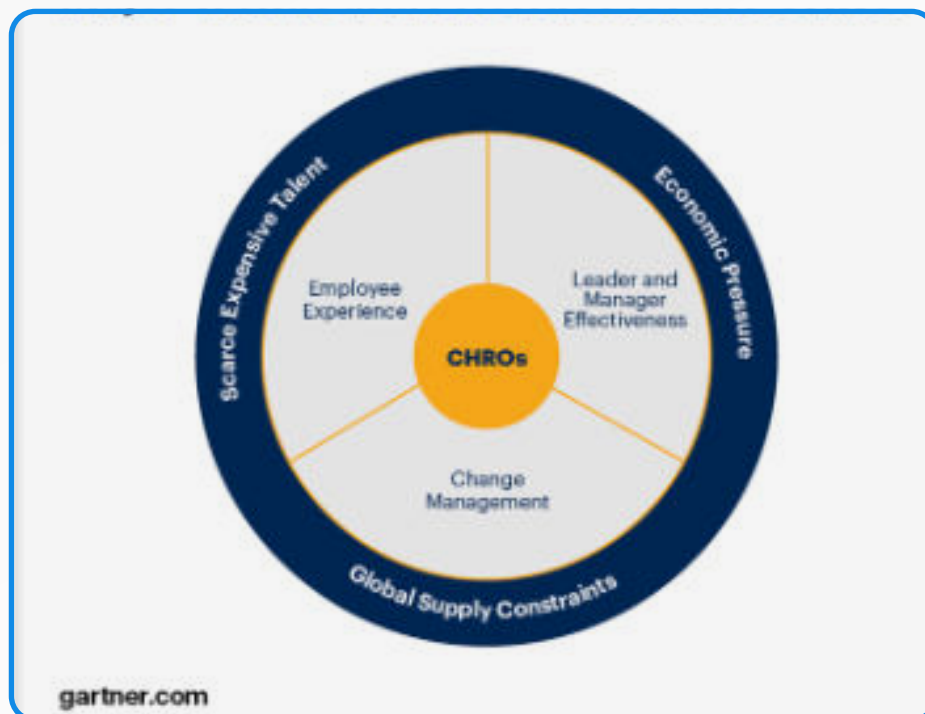 Scarce Expensive Talent
Economic Pressure
Employee
Experience
Leader and
Manager
Effectiveness
CHROs
Change
Management
Global Supply Constraints
gartner.com